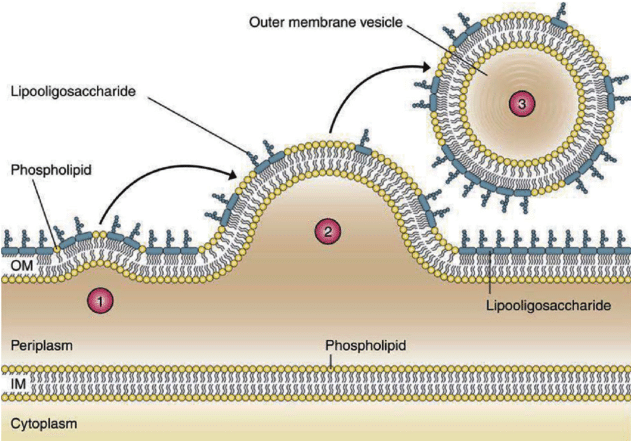 Outer membrane vesicle
3
Lipooligosaccharide
Phospholipid
2
OM
1
Lipooligosaccharide
Periplasm
Phospholipid
IM
Cytoplasm